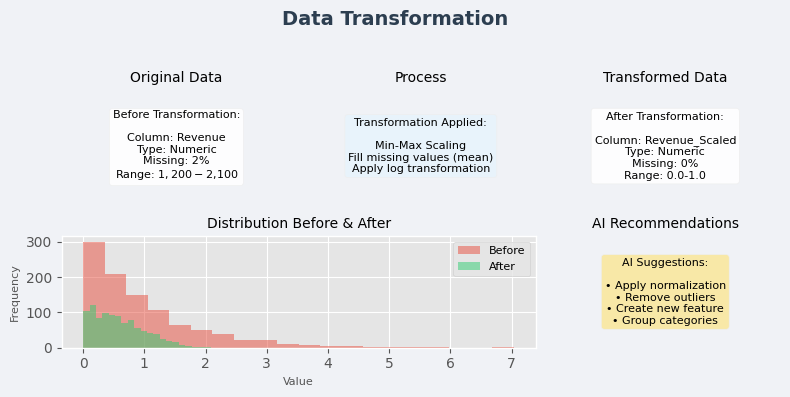 Data Transformation
Original Data
Process
Transformed Data
Before Transformation:
Column: Revenue
Type: Numeric
Missing: 2%
Range: 1,200 - 2,100
Transformation Applied:
Min-Max Scaling
Fill missing values (mean)
Apply log transformation
After Transformation:
Column: Revenue_Scaled
Type: Numeric
Missing: 0%
Range: 0.0-1.0
Distribution Before & After
Before
After
Frequency
300
200
100
0
0 1 2 3 4 5 6 7
Value
AI Recommendations
AI Suggestions:
• Apply normalization
• Remove outliers
• Create new feature
• Group categories